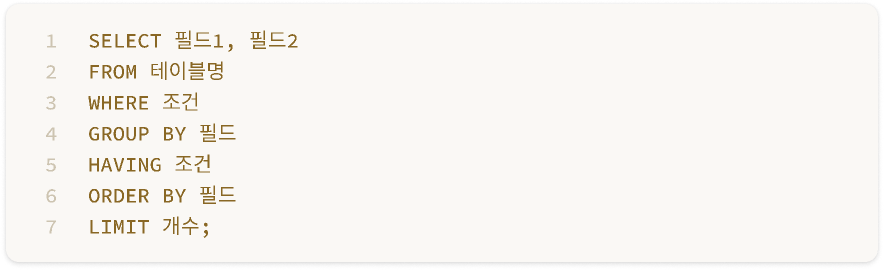 1 SELECT 필드1, 필드2
2 FROM 테이블명
3 WHERE 조건
4 GROUP BY 필드
5 HAVING 조건
6 ORDER BY 필드
7 LIMIT 개수;